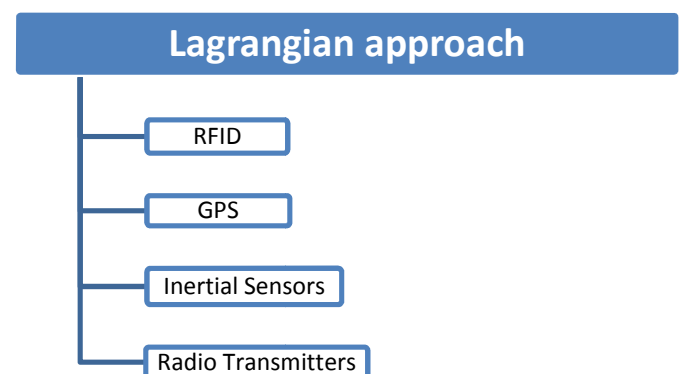 Lagrangian approach
RFID
GPS
Inertial Sensors
Radio Transmitters